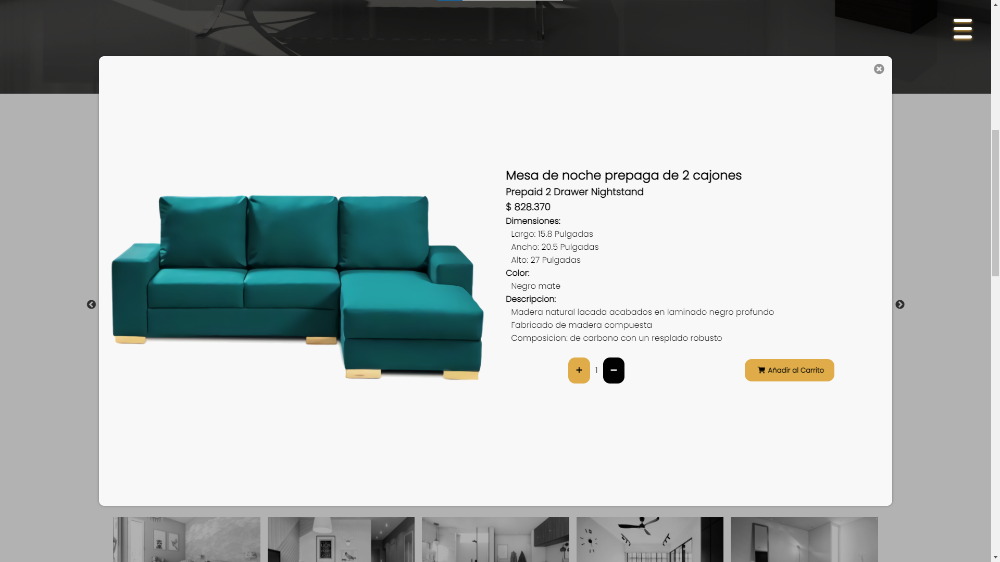 Mesa de noche prepaga de 2 cajones
Prepaid 2 Drawer Nightstand
$ 828.370
Dimensiones:
Largo: 15.8 Pulgadas
Ancho: 20.5 Pulgadas
Alto: 27 Pulgadas
Color:
Negro mate
Descripcion:
Madera natural lacada acabados en laminado negro profundo
Fabricado de madera compuesta
Composicion: de carbono con un resplado robusto
+ 1 −
Añadir al Carrito